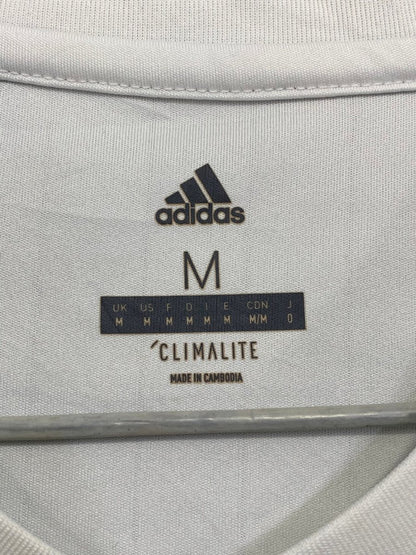 adidas
M
UK US F D I E CDN J
M M M M M M M/M O
CLIMALITE
MADE IN CAMBODIA